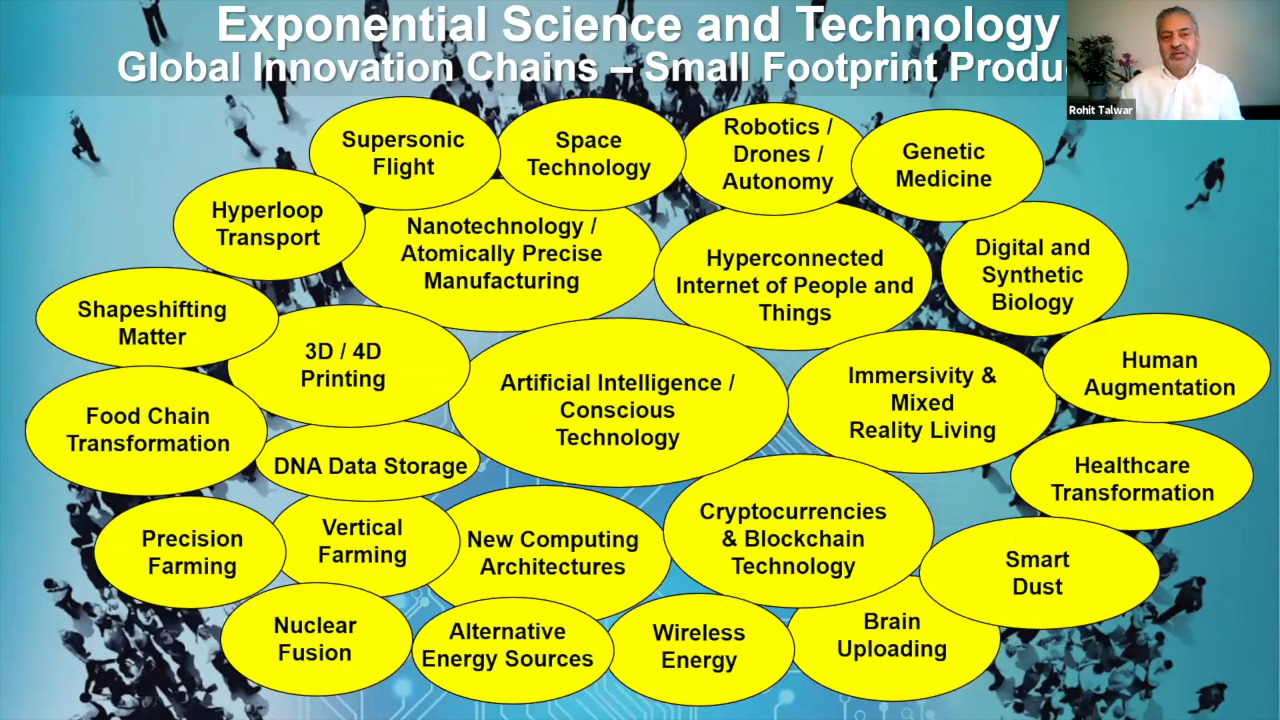 Exponential Science and Technology
Global Innovation Chains – Small Footprint
Rohit Talwar
Supersonic
Flight
Space
Technology
Robotics /
Drones /
Autonomy
Genetic
Medicine
Hyperloop
Transport
Nanotechnology /
Atomically Precise
Manufacturing
Hyperconnected
Internet of People and
Things
Digital and
Synthetic
Biology
Shapeshifting
Matter
3D / 4D
Printing
Artificial Intelligence /
Conscious
Technology
Immersivity &
Mixed
Reality Living
Human
Augmentation
Food Chain
Transformation
DNA Data Storage
Healthcare
Transformation
Precision
Farming
Vertical
Farming
New Computing
Architectures
Cryptocurrencies
& Blockchain
Technology
Smart
Dust
Nuclear
Fusion
Alternative
Energy Sources
Wireless
Energy
Brain
Uploading